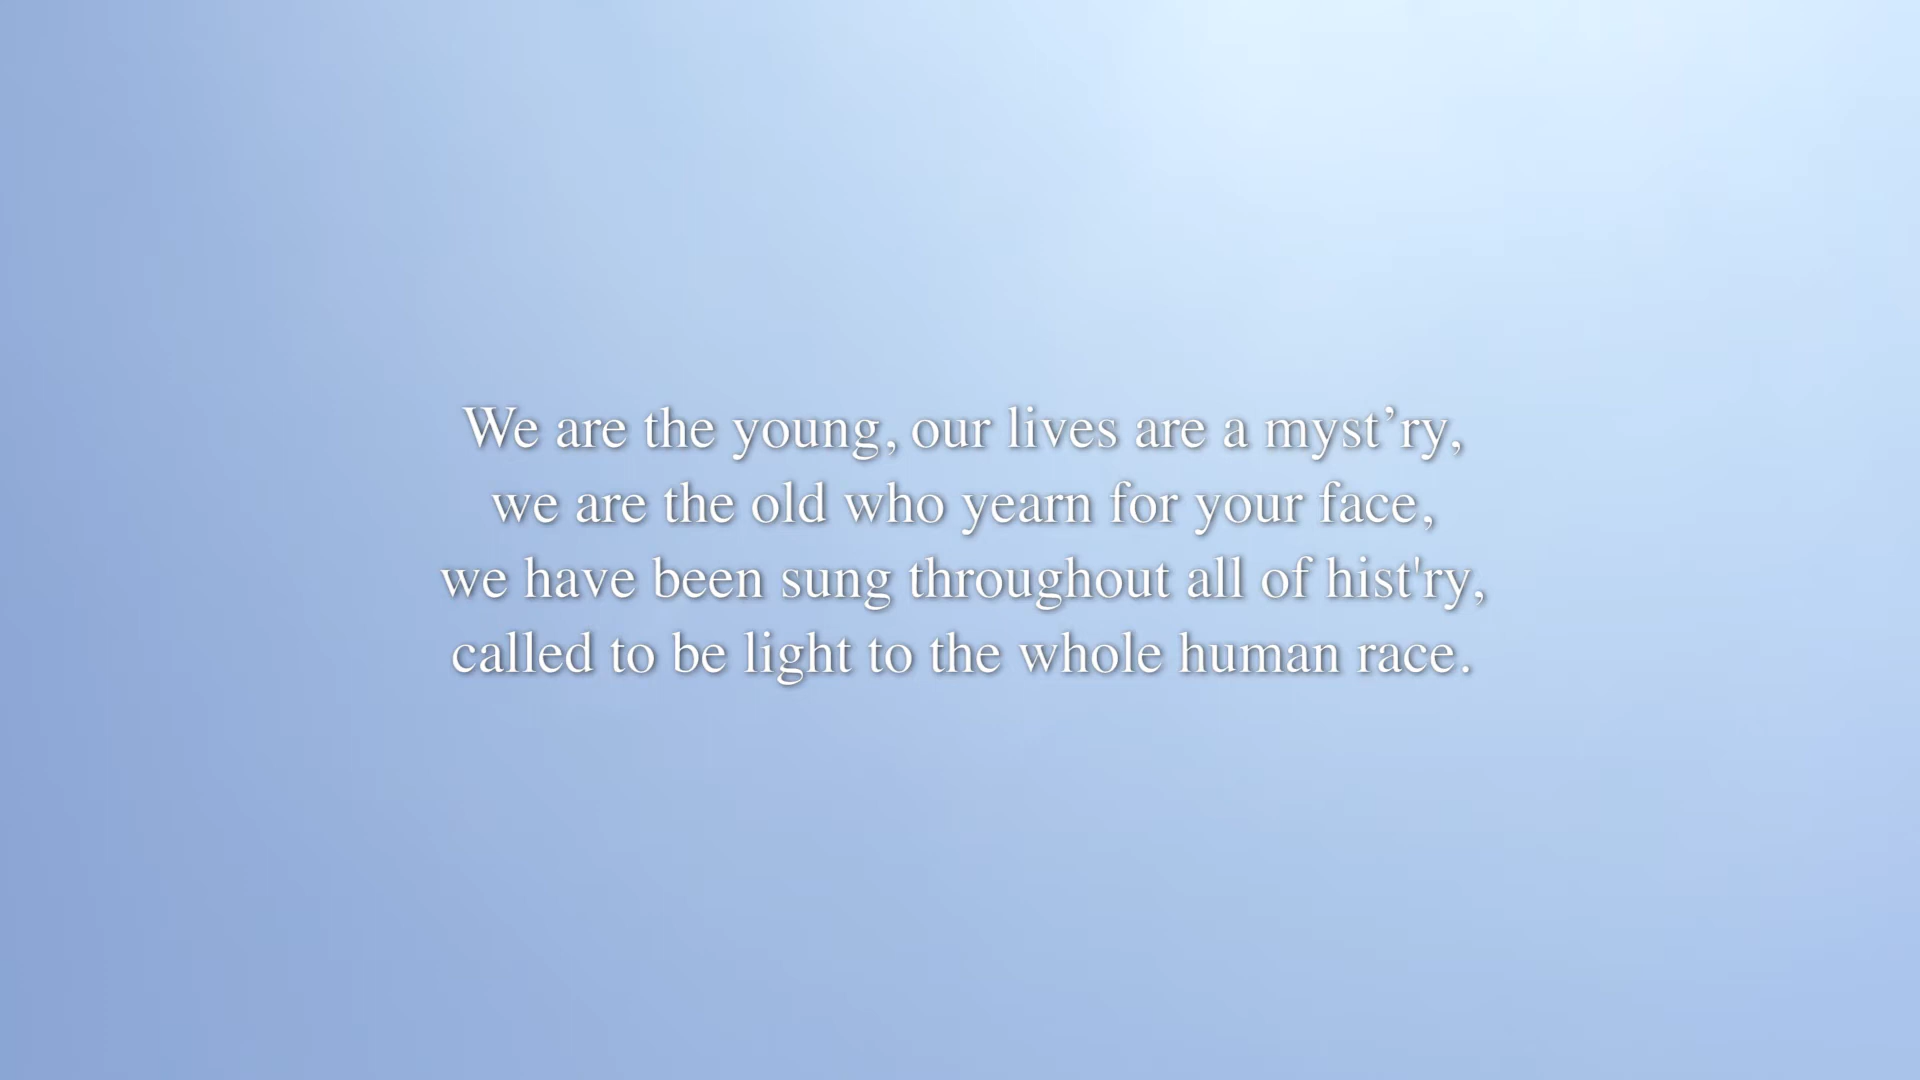 We are the young, our lives are a myst’ry,
we are the old who yearn for your face,
we have been sung throughout all of hist'ry,
called to be light to the whole human race.